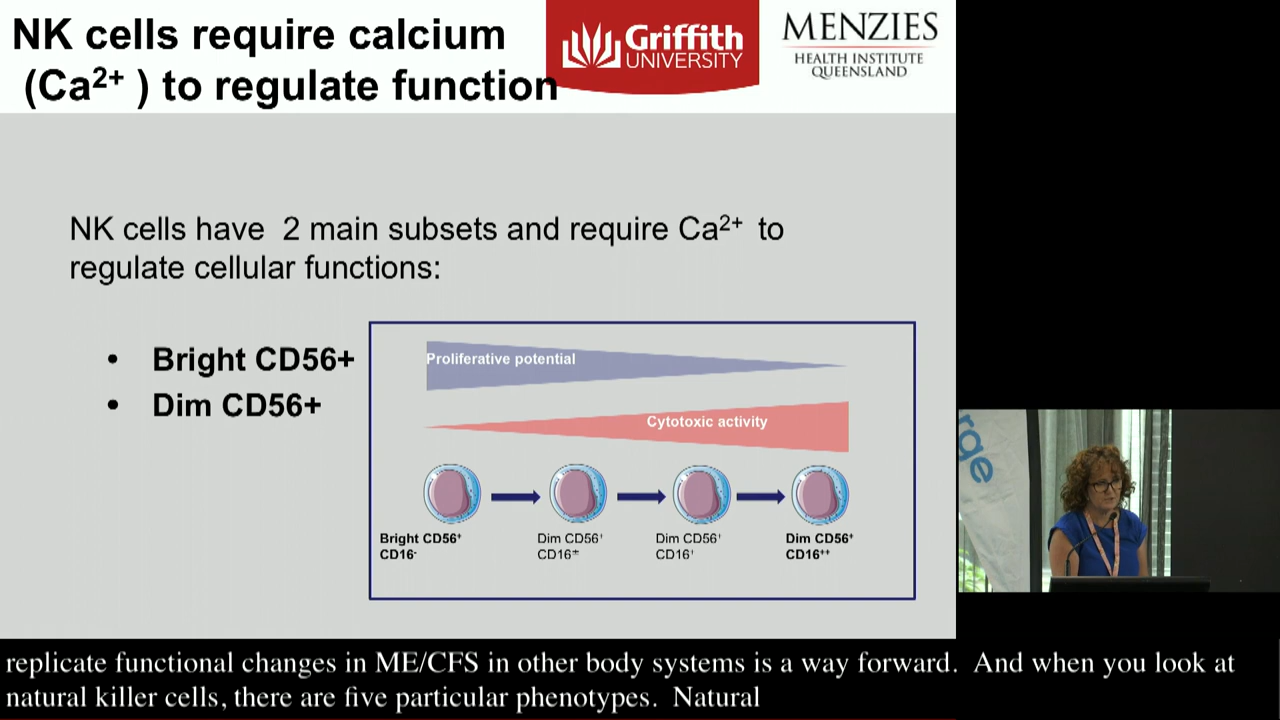 NK cells require calcium
(Ca2+ ) to regulate function
Griffith
UNIVERSITY
MENZIES
HEALTH INSTITUTE
QUEENSLAND
NK cells have 2 main subsets and require Ca2+ to
regulate cellular functions:
• Bright CD56+
• Dim CD56+
Proliferative potential
Cytotoxic activity
Bright CD56+
CD16-
Dim CD56+
CD16±
Dim CD56+
CD16+
Dim CD56+
CD16++
rge
replicate functional changes in ME/CFS in other body systems is a way forward. And when you look at
natural killer cells, there are five particular phenotypes. Natural